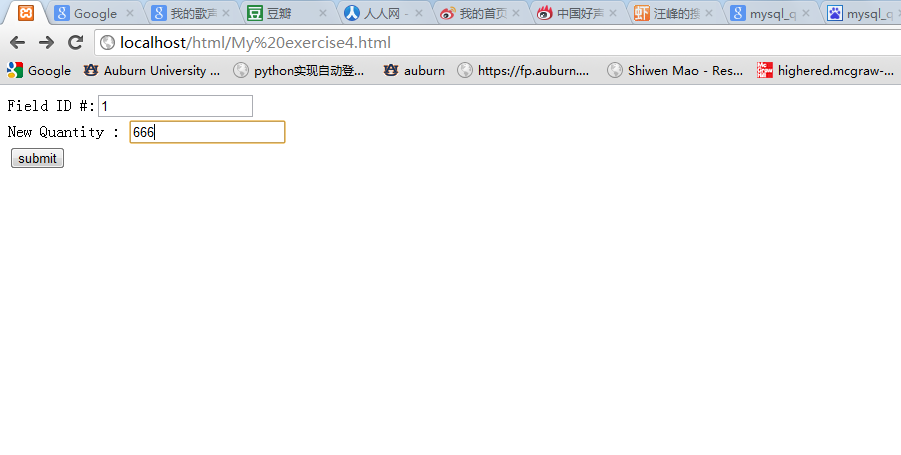 Google 我的歌声 豆瓣 人人网 - 我的首页 中国好声 汪峰的搜 mysql_q mysql_q
localhost/html/My%20exercise4.html
Google Auburn University ... python实现自动登... auburn https://fp.auburn.... Shiwen Mao - Res... highered.mcgraw-...
Field ID #: 1
New Quantity : 666
submit